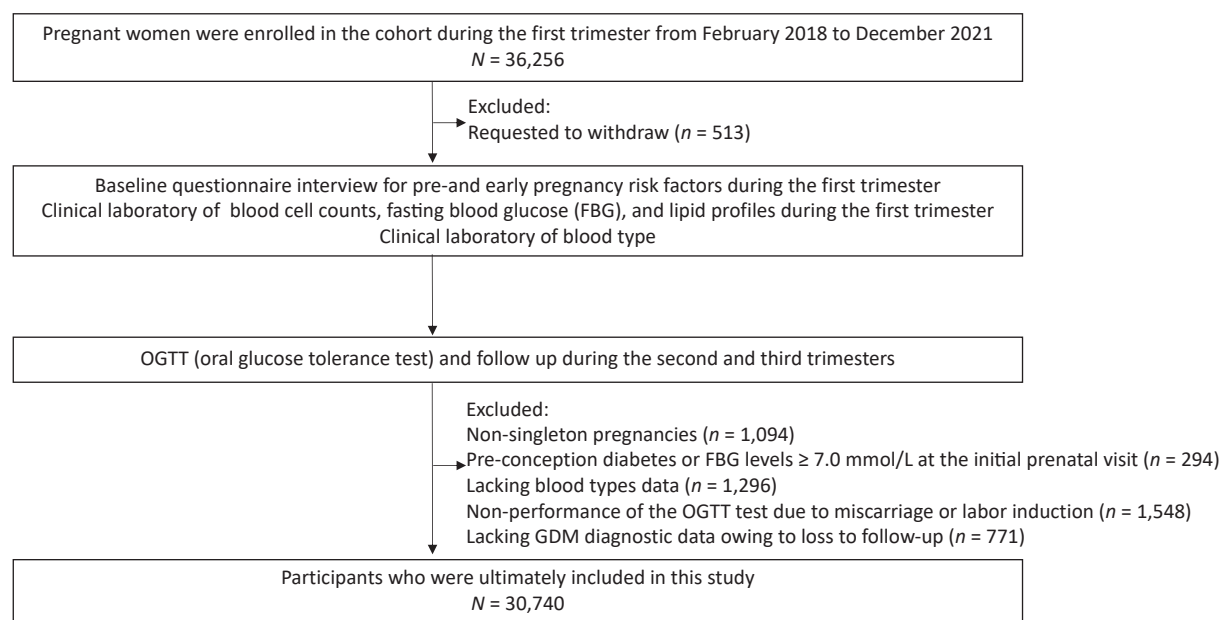 Pregnant women were enrolled in the cohort during the first trimester from February 2018 to December 2021
N = 36,256
Excluded:
Requested to withdraw (n = 513)
Baseline questionnaire interview for pre-and early pregnancy risk factors during the first trimester
Clinical laboratory of blood cell counts, fasting blood glucose (FBG), and lipid profiles during the first trimester
Clinical laboratory of blood type
OGTT (oral glucose tolerance test) and follow up during the second and third trimesters
Excluded:
Non-singleton pregnancies (n = 1,094)
Pre-conception diabetes or FBG levels ≥ 7.0 mmol/L at the initial prenatal visit (n = 294)
Lacking blood types data (n = 1,296)
Non-performance of the OGTT test due to miscarriage or labor induction (n = 1,548)
Lacking GDM diagnostic data owing to loss to follow-up (n = 771)
Participants who were ultimately included in this study
N = 30,740